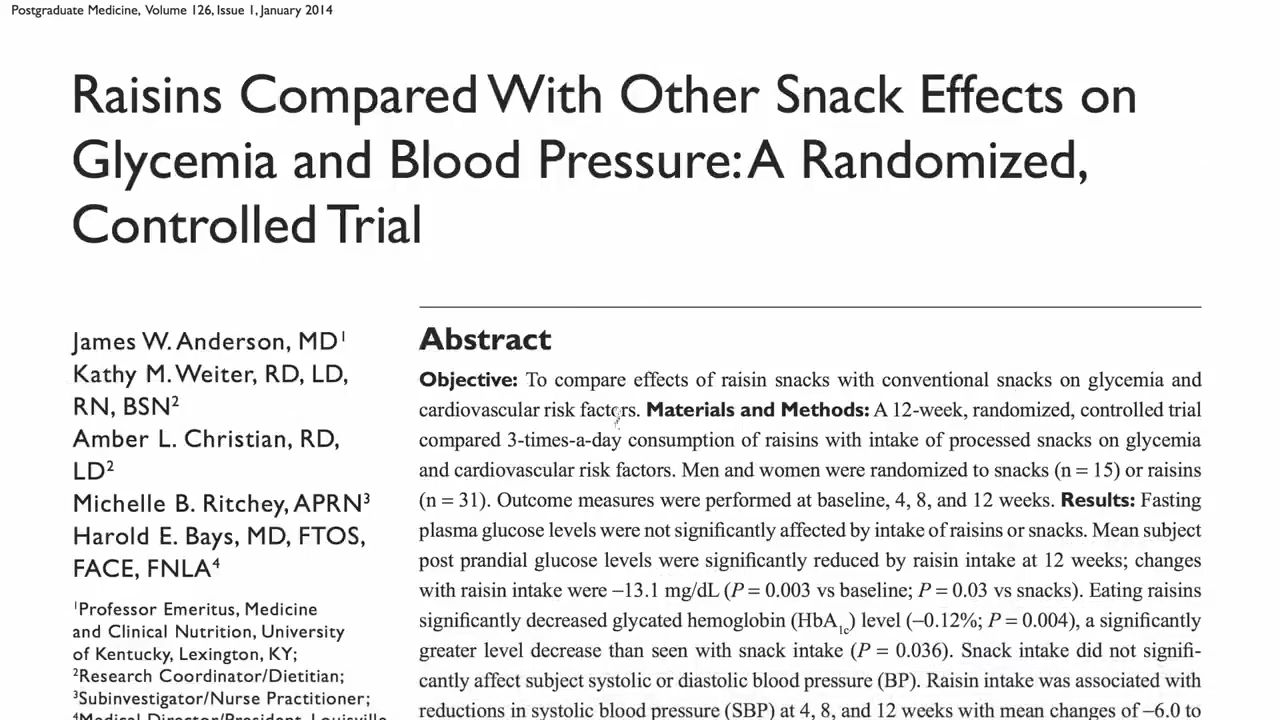 Postgraduate Medicine, Volume 126, Issue 1, January 2014
Raisins Compared With Other Snack Effects on
Glycemia and Blood Pressure: A Randomized,
Controlled Trial
James W. Anderson, MD1
Kathy M. Weiter, RD, LD,
RN, BSN2
Amber L. Christian, RD,
LD2
Michelle B. Ritchey, APRN3
Harold E. Bays, MD, FTOS,
FACE, FNLA4
1Professor Emeritus, Medicine
and Clinical Nutrition, University
of Kentucky, Lexington, KY;
2Research Coordinator/Dietitian;
3Subinvestigator/Nurse Practitioner;
4Medical Director/President, Louisville
Abstract
Objective: To compare effects of raisin snacks with conventional snacks on glycemia and
cardiovascular risk factors. Materials and Methods: A 12-week, randomized, controlled trial
compared 3-times-a-day consumption of raisins with intake of processed snacks on glycemia
and cardiovascular risk factors. Men and women were randomized to snacks (n = 15) or raisins
(n = 31). Outcome measures were performed at baseline, 4, 8, and 12 weeks. Results: Fasting
plasma glucose levels were not significantly affected by intake of raisins or snacks. Mean subject
post prandial glucose levels were significantly reduced by raisin intake at 12 weeks; changes
with raisin intake were −13.1 mg/dL (P = 0.003 vs baseline; P = 0.03 vs snacks). Eating raisins
significantly decreased glycated hemoglobin (HbA1c) level (−0.12%; P = 0.004), a significantly
greater level decrease than seen with snack intake (P = 0.036). Snack intake did not signifi-
cantly affect subject systolic or diastolic blood pressure (BP). Raisin intake was associated with
reductions in systolic blood pressure (SBP) at 4, 8, and 12 weeks with mean changes of −6.0 to